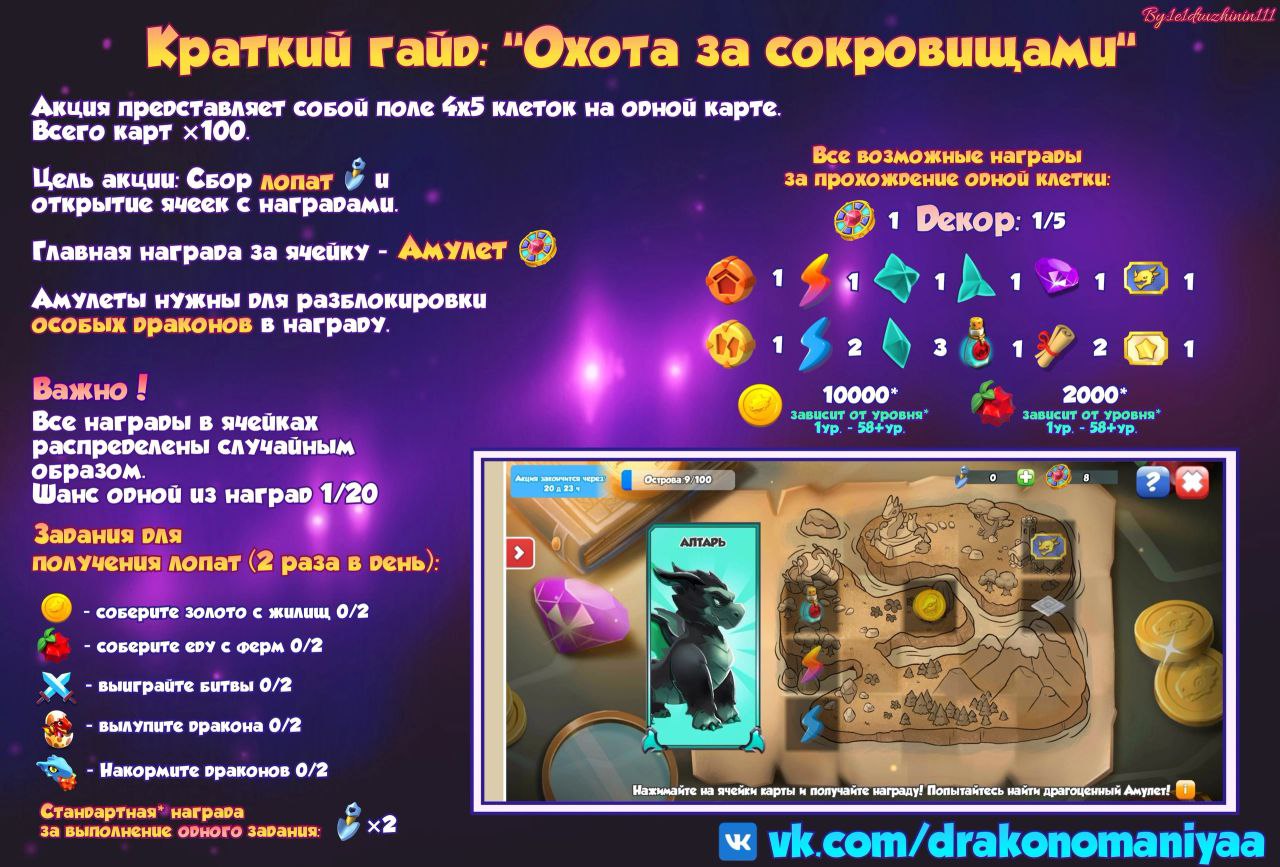 By1e1druzhinin111
Краткий гайд: "Охота за сокровищами"
Акция представляет собой поле 4x5 клеток на одной карте.
Всего карт ×100.
Цель акции: Сбор лопат и
открытие ячеек с наградами.
Главная награда за ячейку - Амулет
Амулеты нужны для разблокировки
особых драконов в награду.
Важно!
Все награды в ячейках
распределены случайным
образом.
Шанс одной из наград 1/20
Задания для
получения лопат (2 раза в день):
- соберите золото с жилищ 0/2
- соберите еду с ферм 0/2
- выиграйте битвы 0/2
- вылупите дракона 0/2
- Накормите драконов 0/2
Стандартная* награда
за выполнение одного задания: ×2
Все возможные награды
за прохождение одной клетки:
1 Декор: 1/5
1 1 1 1 1 1
1 2 3 1 2 1
10000* 2000*
зависит от уровня* зависит от уровня*
1ур. - 58+ур. 1ур. - 58+ур.
Акция закончится через:
20 д 23 ч
Острова 9/100
0
8
?
АЛТАРЬ
Нажимайте на ячейки карты и получайте награду! Попытайтесь найти драгоценный Амулет!
i
vk.com/drakonomaniyaa